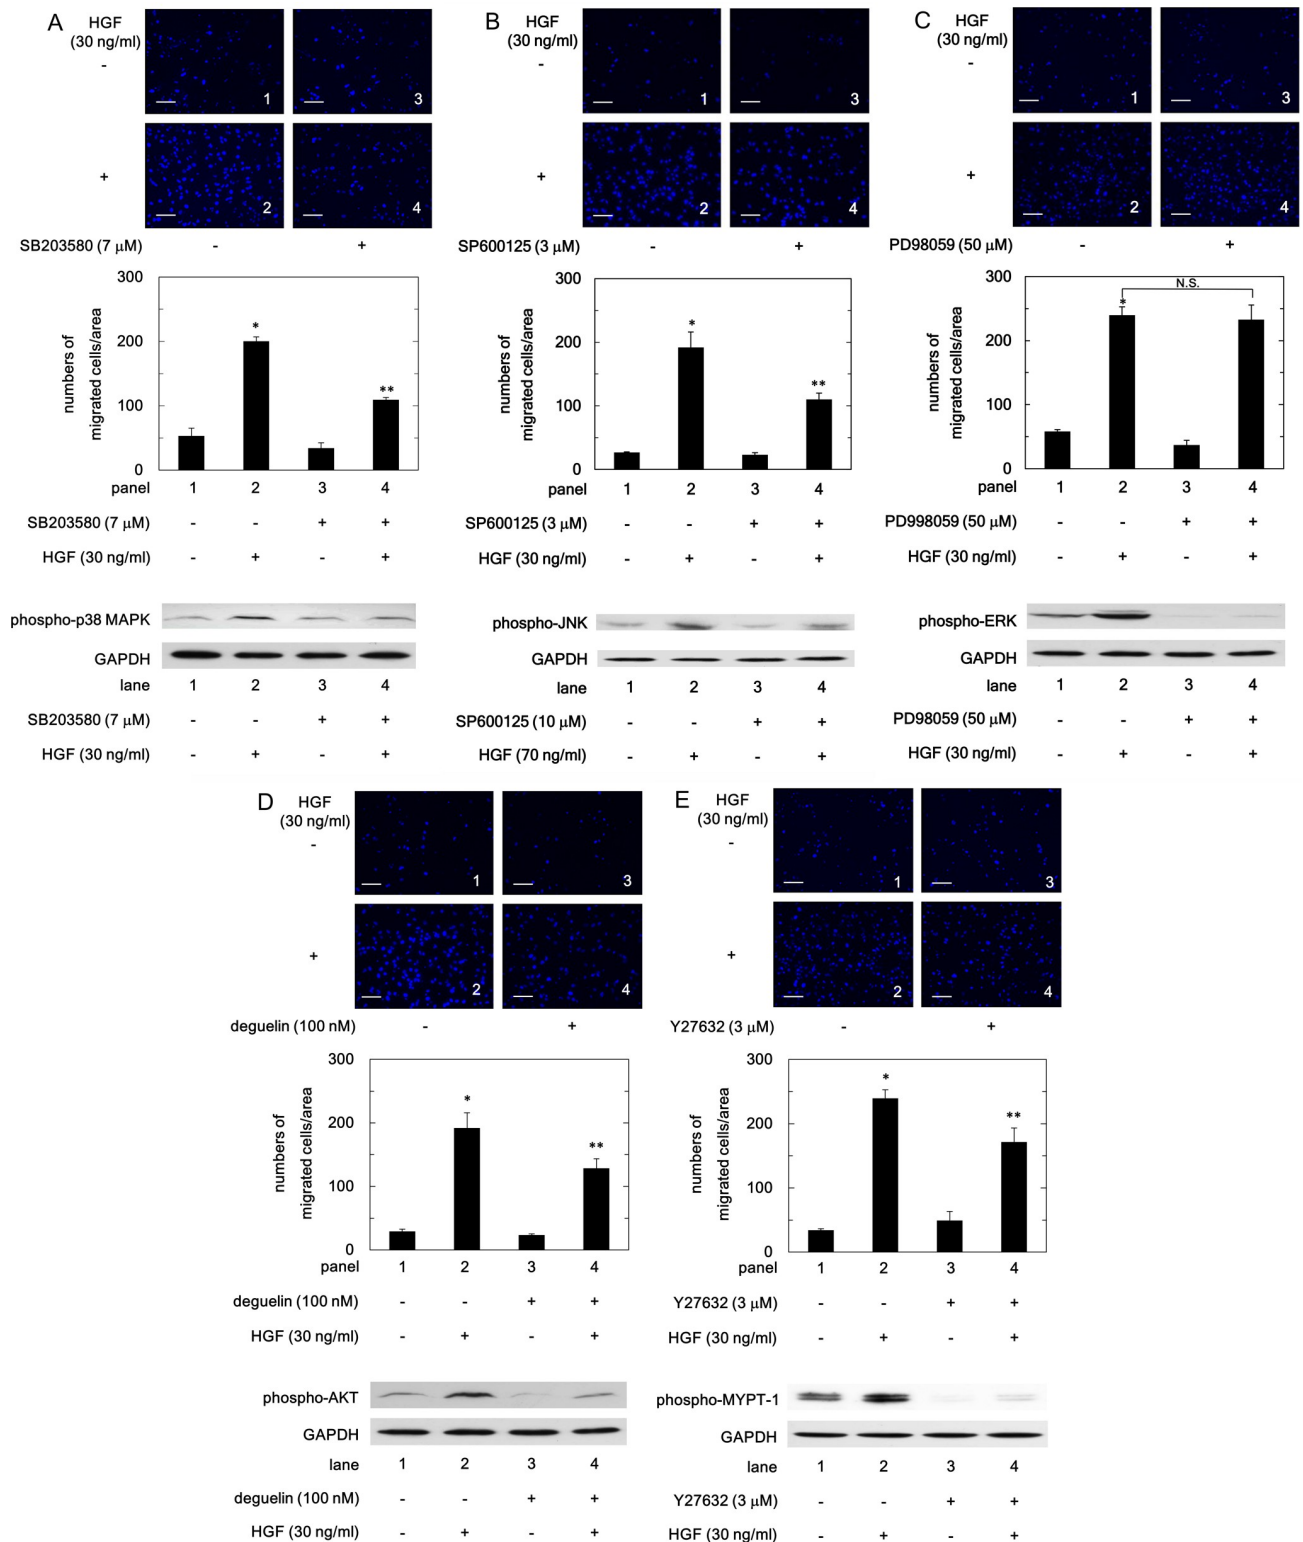 A
HGF
(30 ng/ml)
-
1
3
+
2
4
SB203580 (7 μM)
- +
300
200
100
0
numbers of
migrated cells/area
*
**
panel 1 2 3 4
SB203580 (7 μM) - - + +
HGF (30 ng/ml) - + - +
phospho-p38 MAPK
GAPDH
lane 1 2 3 4
SB203580 (7 μM) - - + +
HGF (30 ng/ml) - + - +
B
HGF
(30 ng/ml)
-
1
3
+
2
4
SP600125 (3 μM)
- +
300
200
100
0
numbers of
migrated cells/area
*
**
panel 1 2 3 4
SP600125 (3 μM) - - + +
HGF (30 ng/ml) - + - +
phospho-JNK
GAPDH
lane 1 2 3 4
SP600125 (10 μM) - - + +
HGF (70 ng/ml) - + - +
C
HGF
(30 ng/ml)
-
1
3
+
2
4
PD98059 (50 μM)
- +
300
200
100
0
numbers of
migrated cells/area
*
N.S.
panel 1 2 3 4
PD998059 (50 μM) - - + +
HGF (30 ng/ml) - + - +
phospho-ERK
GAPDH
lane 1 2 3 4
PD98059 (50 μM) - - + +
HGF (30 ng/ml) - + - +
D
HGF
(30 ng/ml)
-
1
3
+
2
4
deguelin (100 nM)
- +
300
200
100
0
numbers of
migrated cells/area
*
**
panel 1 2 3 4
deguelin (100 nM) - - + +
HGF (30 ng/ml) - + - +
phospho-AKT
GAPDH
lane 1 2 3 4
deguelin (100 nM) - - + +
HGF (30 ng/ml) - + - +
E
HGF
(30 ng/ml)
-
1
3
+
2
4
Y27632 (3 μM)
- +
300
200
100
0
numbers of
migrated cells/area
*
**
panel 1 2 3 4
Y27632 (3 μM) - - + +
HGF (30 ng/ml) - + - +
phospho-MYPT-1
GAPDH
lane 1 2 3 4
Y27632 (3 μM) - - + +
HGF (30 ng/ml) - + - +